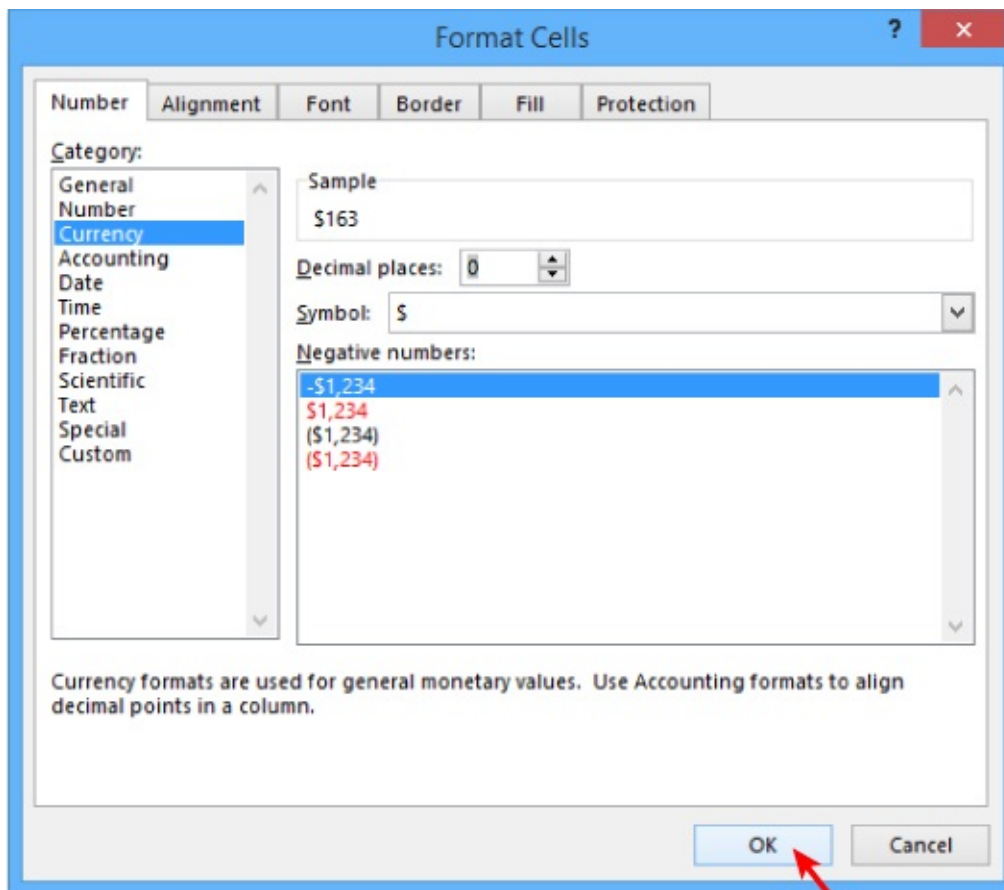 Format Cells
?
Number Alignment Font Border Fill Protection
Category:
General
Number
Currency
Accounting
Date
Time
Percentage
Fraction
Scientific
Text
Special
Custom
Sample
$163
Decimal places: 0
Symbol: $
Negative numbers:
-$1,234
$1,234
($1,234)
($1,234)
Currency formats are used for general monetary values. Use Accounting formats to align
decimal points in a column.
OK Cancel